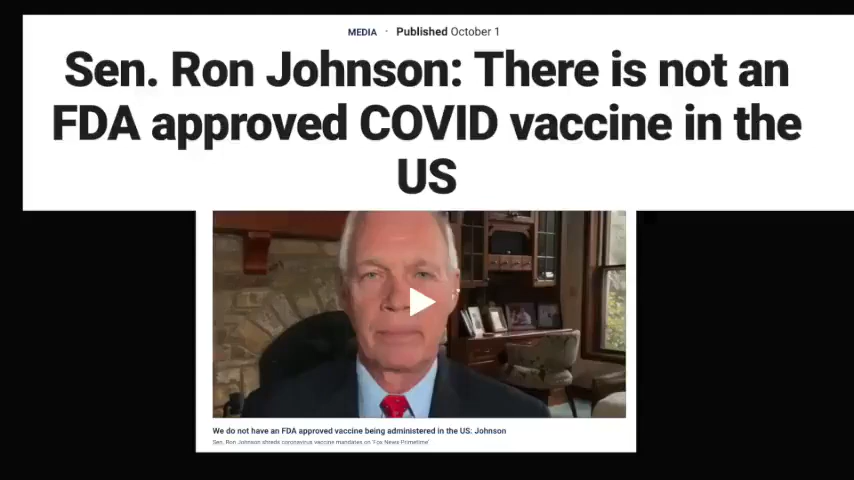 MEDIA · Published October 1
Sen. Ron Johnson: There is not an
FDA approved COVID vaccine in the
US
We do not have an FDA approved vaccine being administered in the US: Johnson
Sen. Ron Johnson shreds coronavirus vaccine mandates on 'Fox News Primetime'